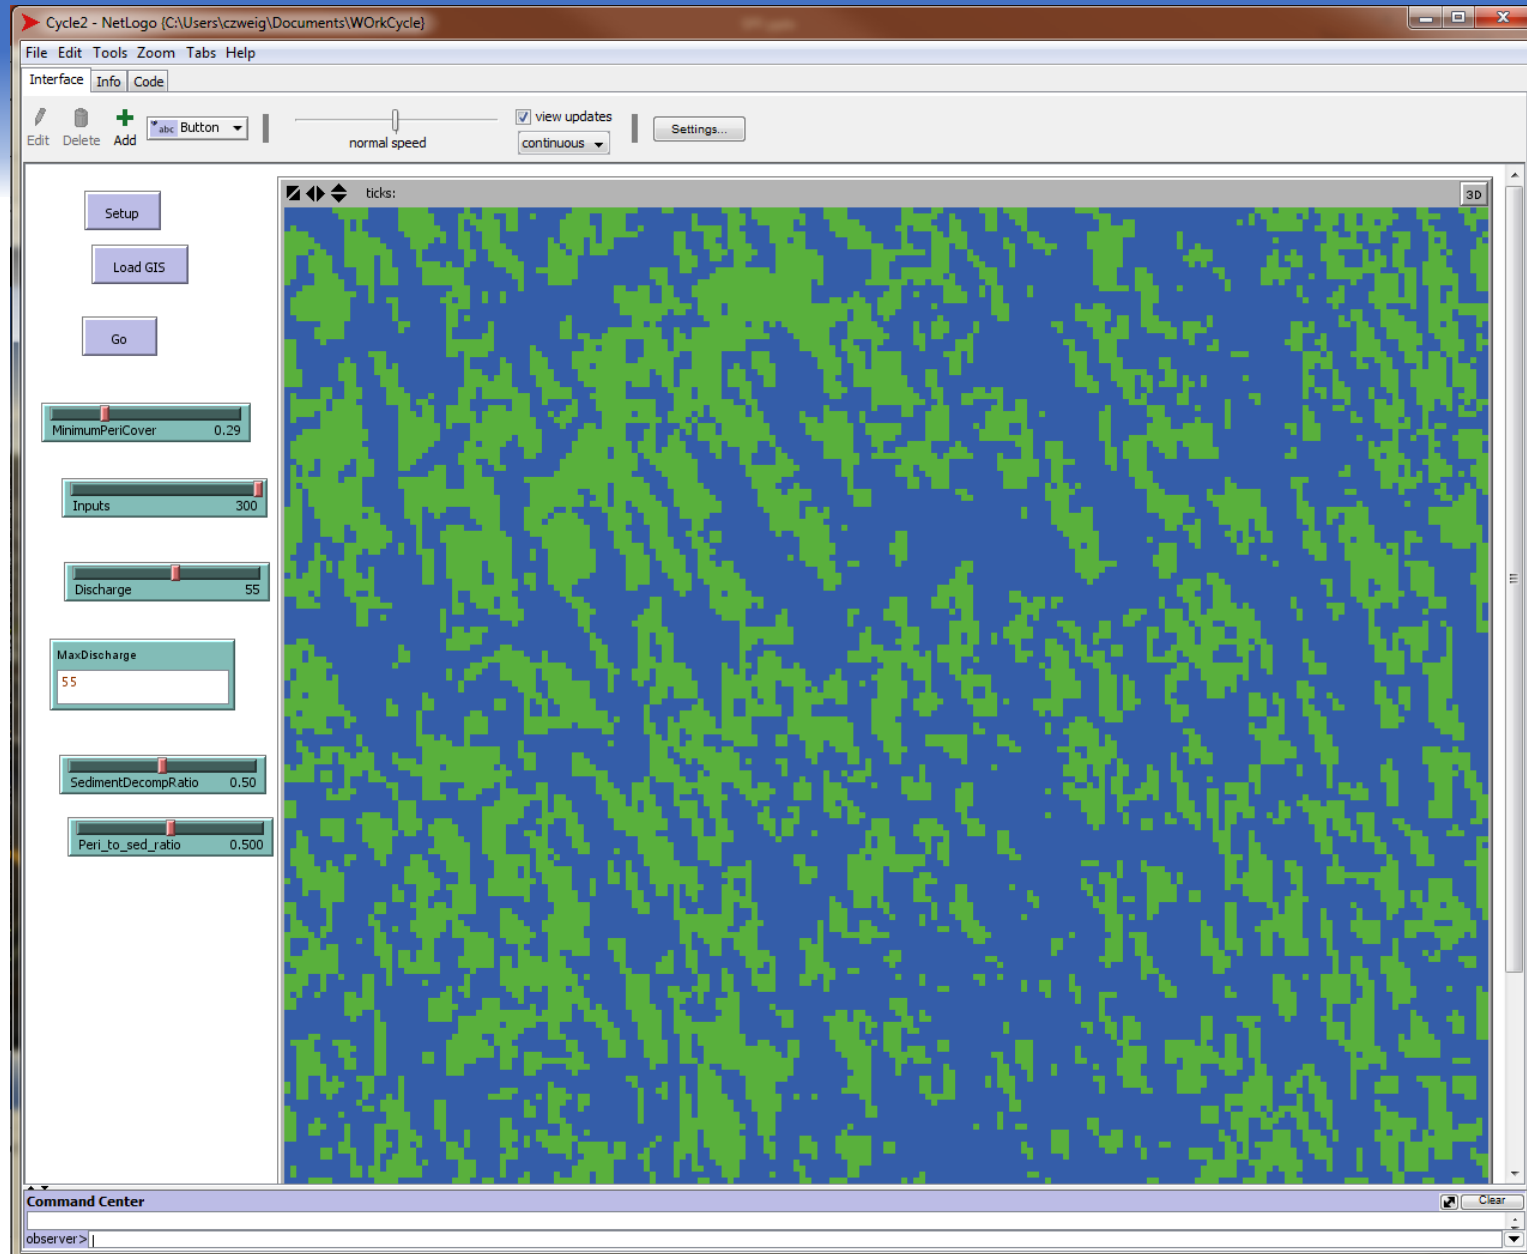 Cycle2 - NetLogo {C:\Users\czweig\Documents\WOrkCycle}
File Edit Tools Zoom Tabs Help
Interface Info Code
Edit Delete Add abc Button normal speed view updates continuous Settings...
ticks: 3D
Setup
Load GIS
Go
MinimumPeriCover 0.29
Inputs 300
Discharge 55
MaxDischarge
55
SedimentDecompRatio 0.50
Peri_to_sed_ratio 0.500
Command Center Clear
observer>